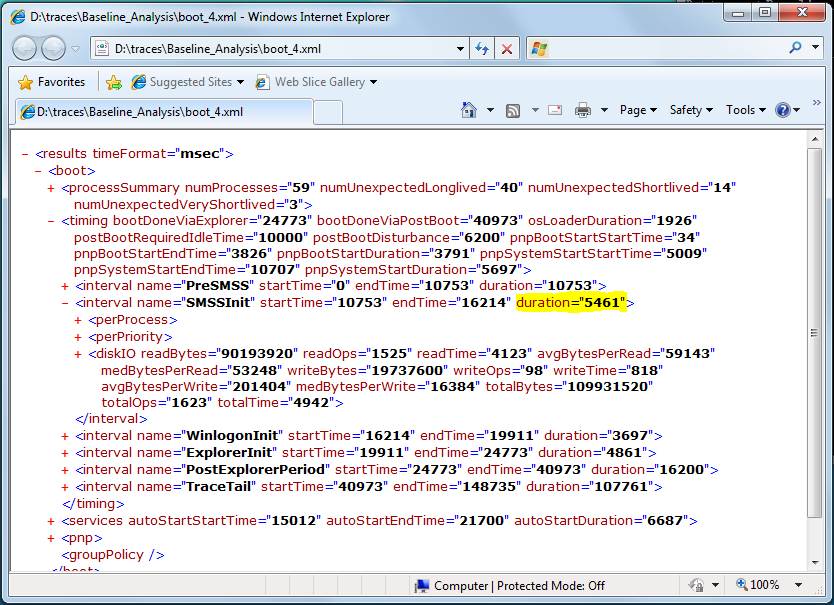 D:\traces\Baseline_Analysis\boot_4.xml - Windows Internet Explorer
D:\traces\Baseline_Analysis\boot_4.xml
Favorites Suggested Sites Web Slice Gallery
D:\traces\Baseline_Analysis\boot_4.xml Page Safety Tools »
- <results timeFormat="msec">
- <boot>
+ <processSummary numProcesses="59" numUnexpectedLonglived="40" numUnexpectedShortlived="14"
numUnexpectedVeryShortlived="3">
- <timing bootDoneViaExplorer="24773" bootDoneViaPostBoot="40973" osLoaderDuration="1926"
postBootRequiredIdleTime="10000" postBootDisturbance="6200" pnpBootStartStartTime="34"
pnpBootStartEndTime="3826" pnpBootStartDuration="3791" pnpSystemStartStartTime="5009"
pnpSystemStartEndTime="10707" pnpSystemStartDuration="5697">
+ <interval name="PreSMSS" startTime="0" endTime="10753" duration="10753">
- <interval name="SMSSInit" startTime="10753" endTime="16214" duration="5461">
+ <perProcess>
+ <perPriority>
+ <diskIO readBytes="90193920" readOps="1525" readTime="4123" avgBytesPerRead="59143"
medBytesPerRead="53248" writeBytes="19737600" writeOps="98" writeTime="818"
avgBytesPerWrite="201404" medBytesPerWrite="16384" totalBytes="109931520"
totalOps="1623" totalTime="4942">
</interval>
+ <interval name="WinlogonInit" startTime="16214" endTime="19911" duration="3697">
+ <interval name="ExplorerInit" startTime="19911" endTime="24773" duration="4861">
+ <interval name="PostExplorerPeriod" startTime="24773" endTime="40973" duration="16200">
+ <interval name="TraceTail" startTime="40973" endTime="148735" duration="107761">
</timing>
+ <services autoStartStartTime="15012" autoStartEndTime="21700" autoStartDuration="6687">
+ <pnp>
<groupPolicy />
</boot>
Computer | Protected Mode: Off 100%